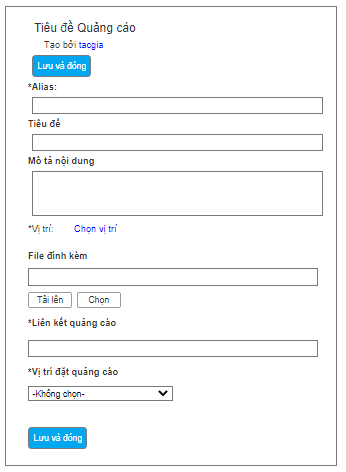 Tiêu đề Quảng cáo
Tạo bởi tacgia
Lưu và đóng
*Alias:
Tiêu đề
Mô tả nội dung
*Vị trí: Chọn vị trí
File đính kèm
Tải lên Chọn
*Liên kết quảng cáo
*Vị trí đặt quảng cáo
-Không chọn-
Lưu và đóng